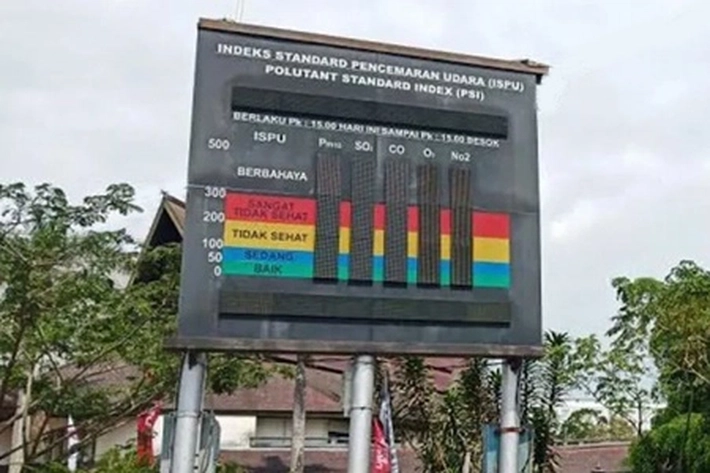 INDEKS STANDARD PENCEMARAN UDARA (ISPU)
POLUTANT STANDARD INDEX (PSI)
BERLAKU Pk : 15.00 HARI INI SAMPAI Pk : 15.00 BESOK
ISPU PM10 SO2 CO O3 No2
500
BERBAHAYA
300
SANGAT
TIDAK SEHAT
200
TIDAK SEHAT
100
SEDANG
50
BAIK
0